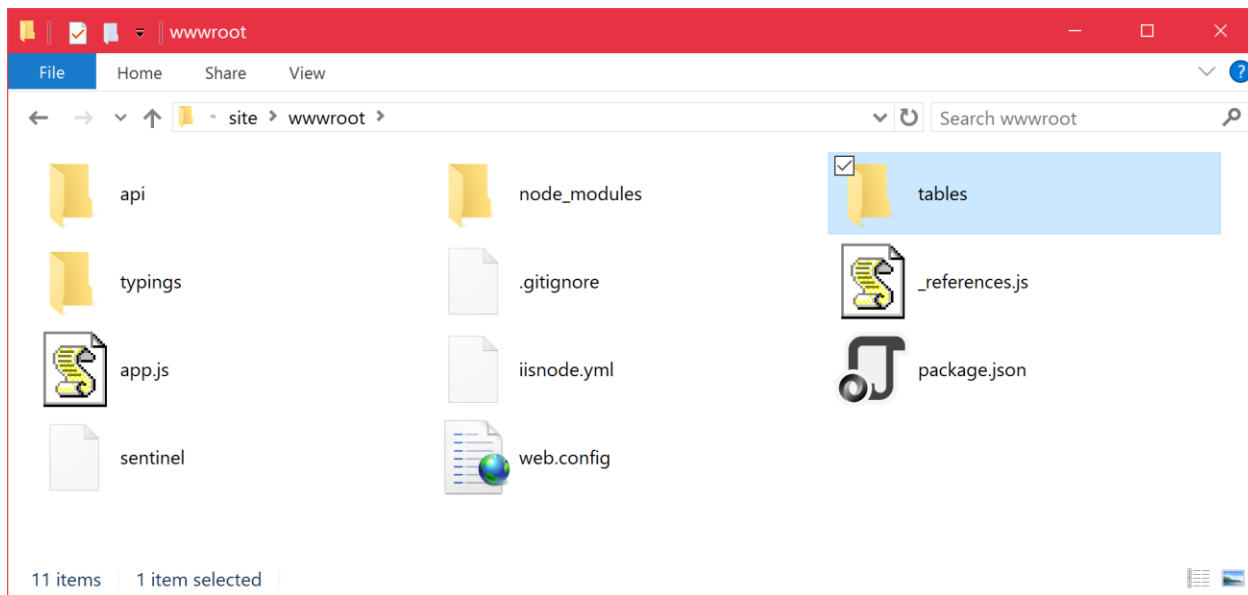 wwwroot
File Home Share View ?
« site > wwwroot > Search wwwroot
api node_modules tables
typings .gitignore _references.js
app.js iisnode.yml package.json
sentinel web.config
11 items 1 item selected